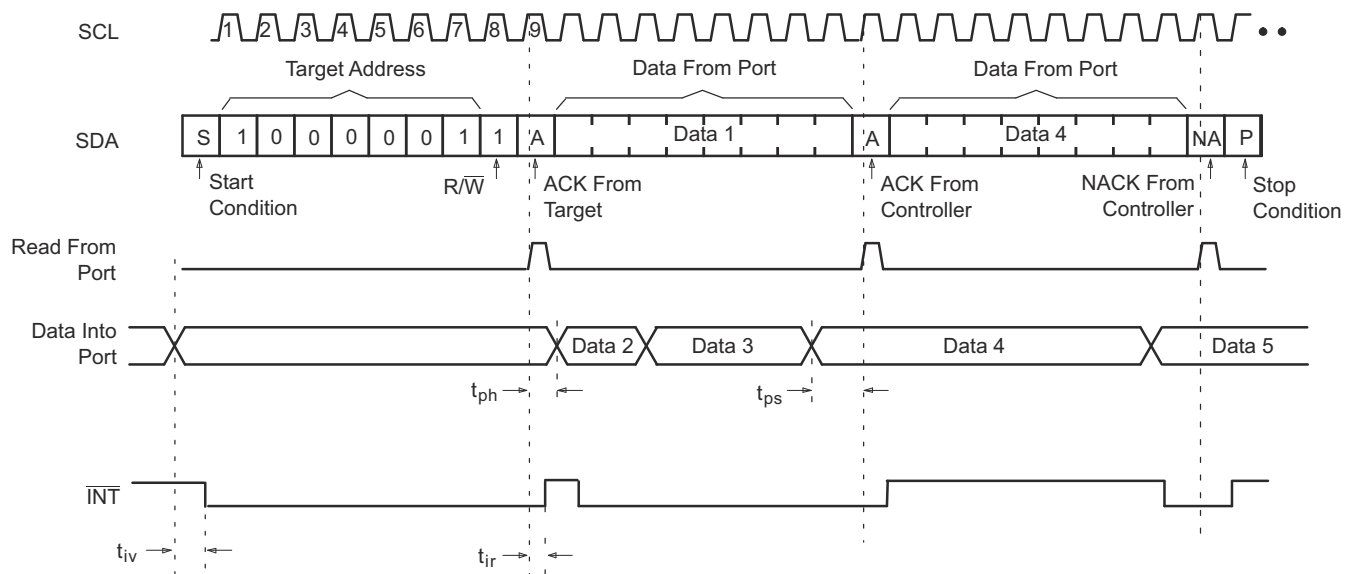 SCL
1 2 3 4 5 6 7 8 9
Target Address
Data From Port
Data From Port
SDA
S 1 0 0 0 0 0 1 1 A Data 1 A Data 4 NA P
Start
Condition
R/W
ACK From
Target
ACK From
Controller
NACK From
Controller
Stop
Condition
Read From
Port
Data Into
Port
Data 2
Data 3
Data 4
Data 5
tph
tps
INT
tiv
tir